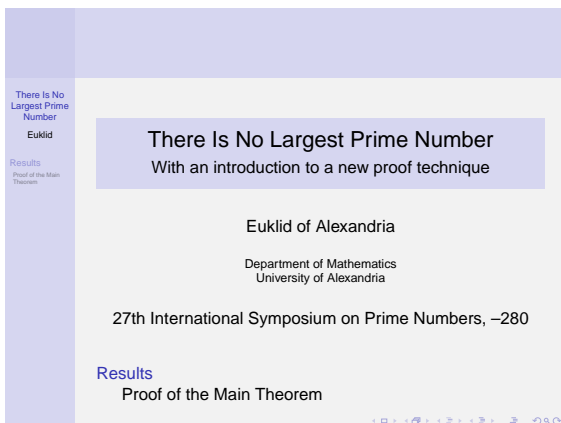 There Is No
Largest Prime
Number
Euklid
Results
Proof of the Main
Theorem
There Is No Largest Prime Number
With an introduction to a new proof technique
Euklid of Alexandria
Department of Mathematics
University of Alexandria
27th International Symposium on Prime Numbers, –280
Results
Proof of the Main Theorem